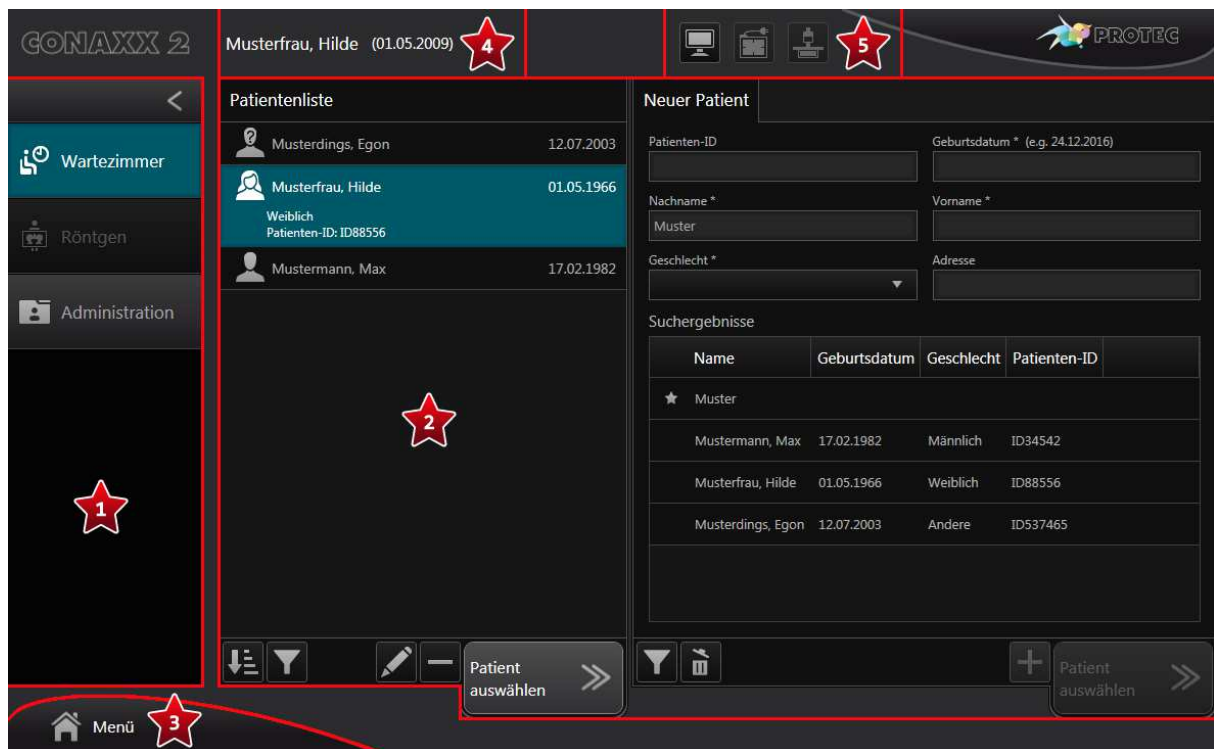 CONAXX 2
Musterfrau, Hilde (01.05.2009)
4
5
PROTEC
Wartezimmer
Röntgen
Administration
1
Patientenliste
Musterdings, Egon 12.07.2003
Musterfrau, Hilde 01.05.1966
Weiblich
Patienten-ID: ID88556
Mustermann, Max 17.02.1982
2
Patient
auswählen
Neuer Patient
Patienten-ID
Geburtsdatum * (e.g. 24.12.2016)
Nachname *
Vorname *
Muster
Geschlecht *
Adresse
Suchergebnisse
Name Geburtsdatum Geschlecht Patienten-ID
Muster
Mustermann, Max 17.02.1982 Männlich ID34542
Musterfrau, Hilde 01.05.1966 Weiblich ID88556
Musterdings, Egon 12.07.2003 Andere ID537465
Patient
auswählen
Menü
3